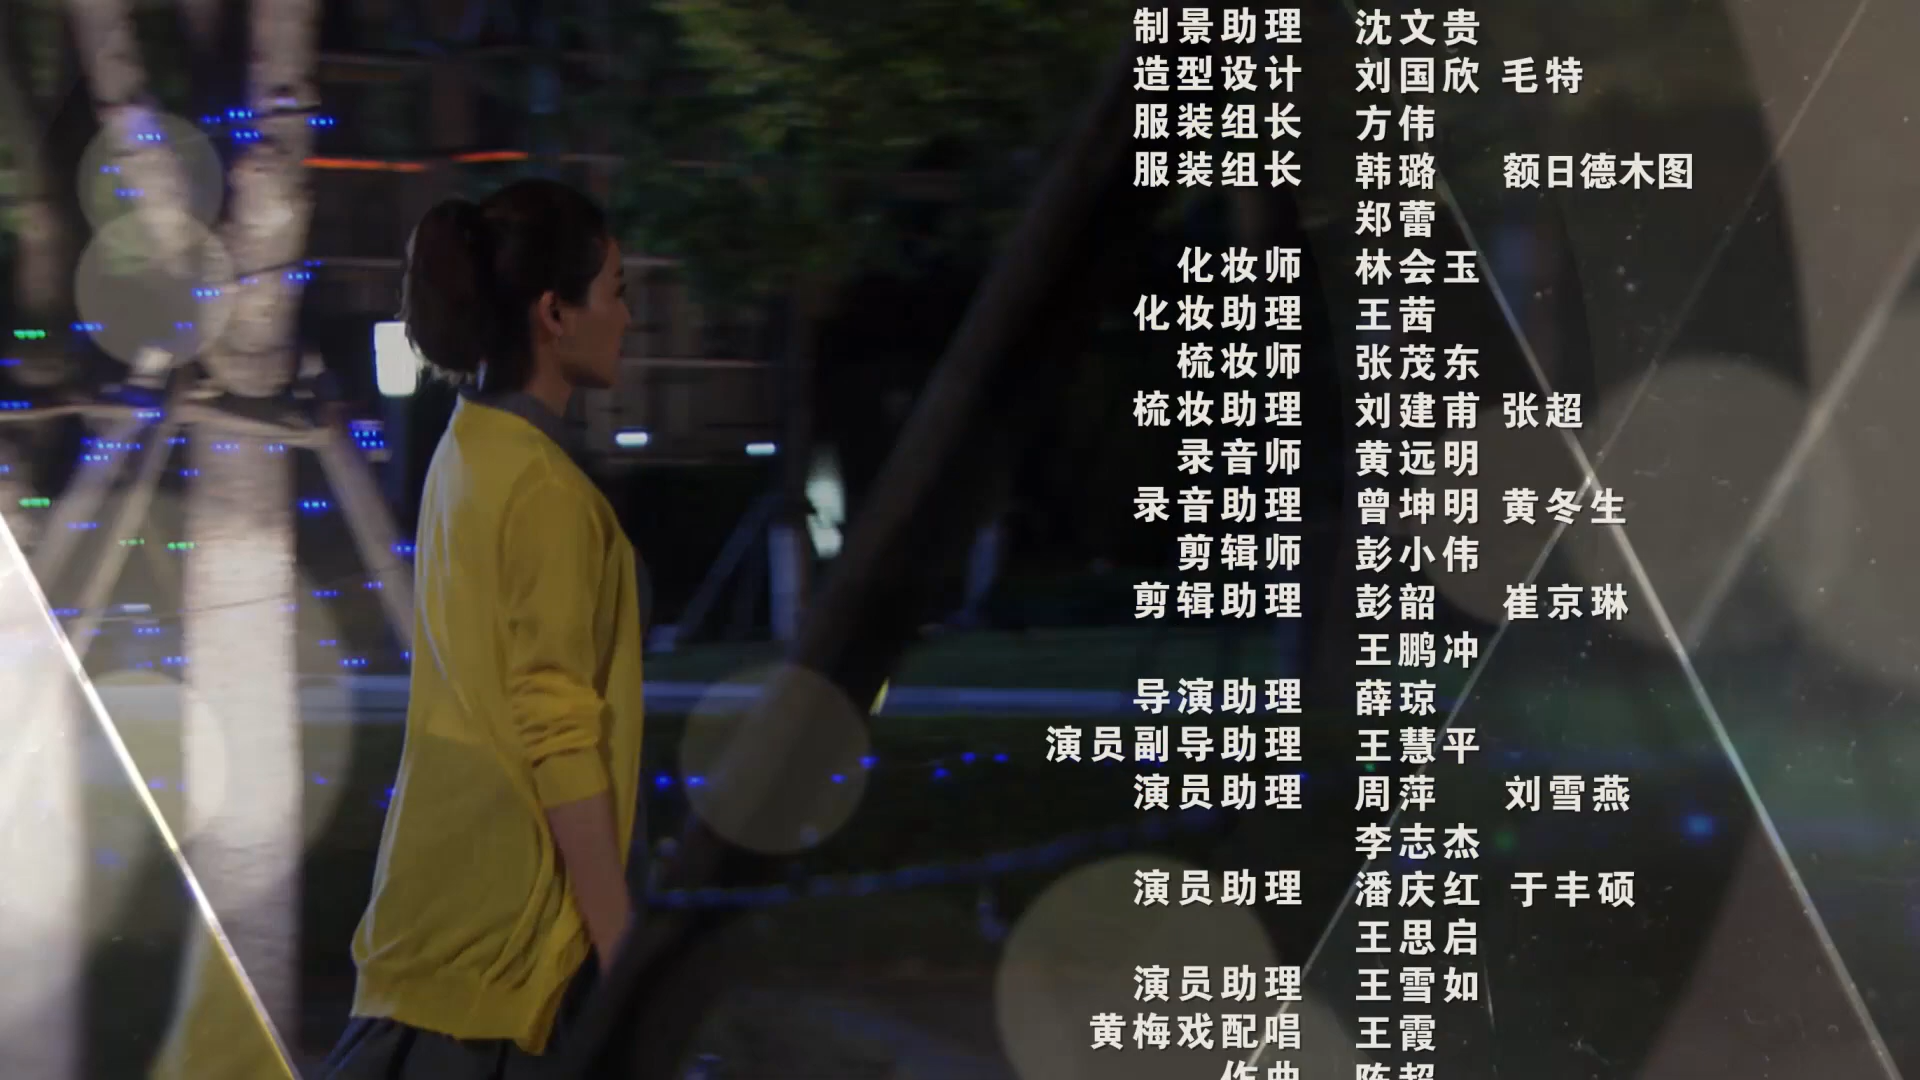 制景助理 沈文贵
造型设计 刘国欣 毛特
服装组长 方伟
服装组长 韩璐 额日德木图
郑蕾
化妆师 林会玉
化妆助理 王茜
梳妆师 张茂东
梳妆助理 刘建甫 张超
录音师 黄远明
录音助理 曾坤明 黄冬生
剪辑师 彭小伟
剪辑助理 彭韶 崔京琳
王鹏冲
导演助理 薛琼
演员副导助理 王慧平
演员助理 周萍 刘雪燕
李志杰
演员助理 潘庆红 于丰硕
王思启
演员助理 王雪如
黄梅戏配唱 王霞
作曲 陈超